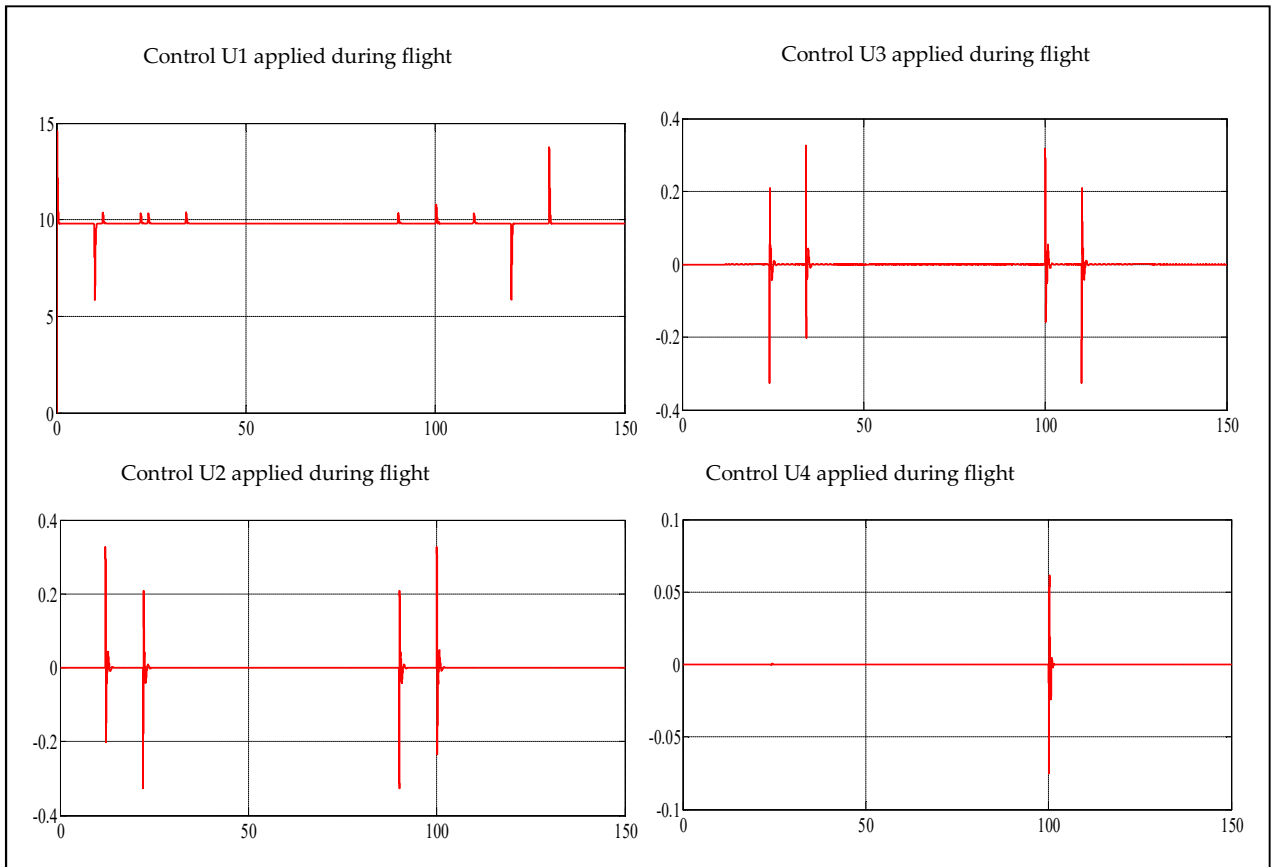 Control U1 applied during flight
15
10
5
0
0 50 100 150
Control U3 applied during flight
0.4
0.2
0
-0.2
-0.4
0 50 100 150
Control U2 applied during flight
0.4
0.2
0
-0.2
-0.4
0 50 100 150
Control U4 applied during flight
0.1
0.05
0
-0.05
-0.1
0 50 100 150